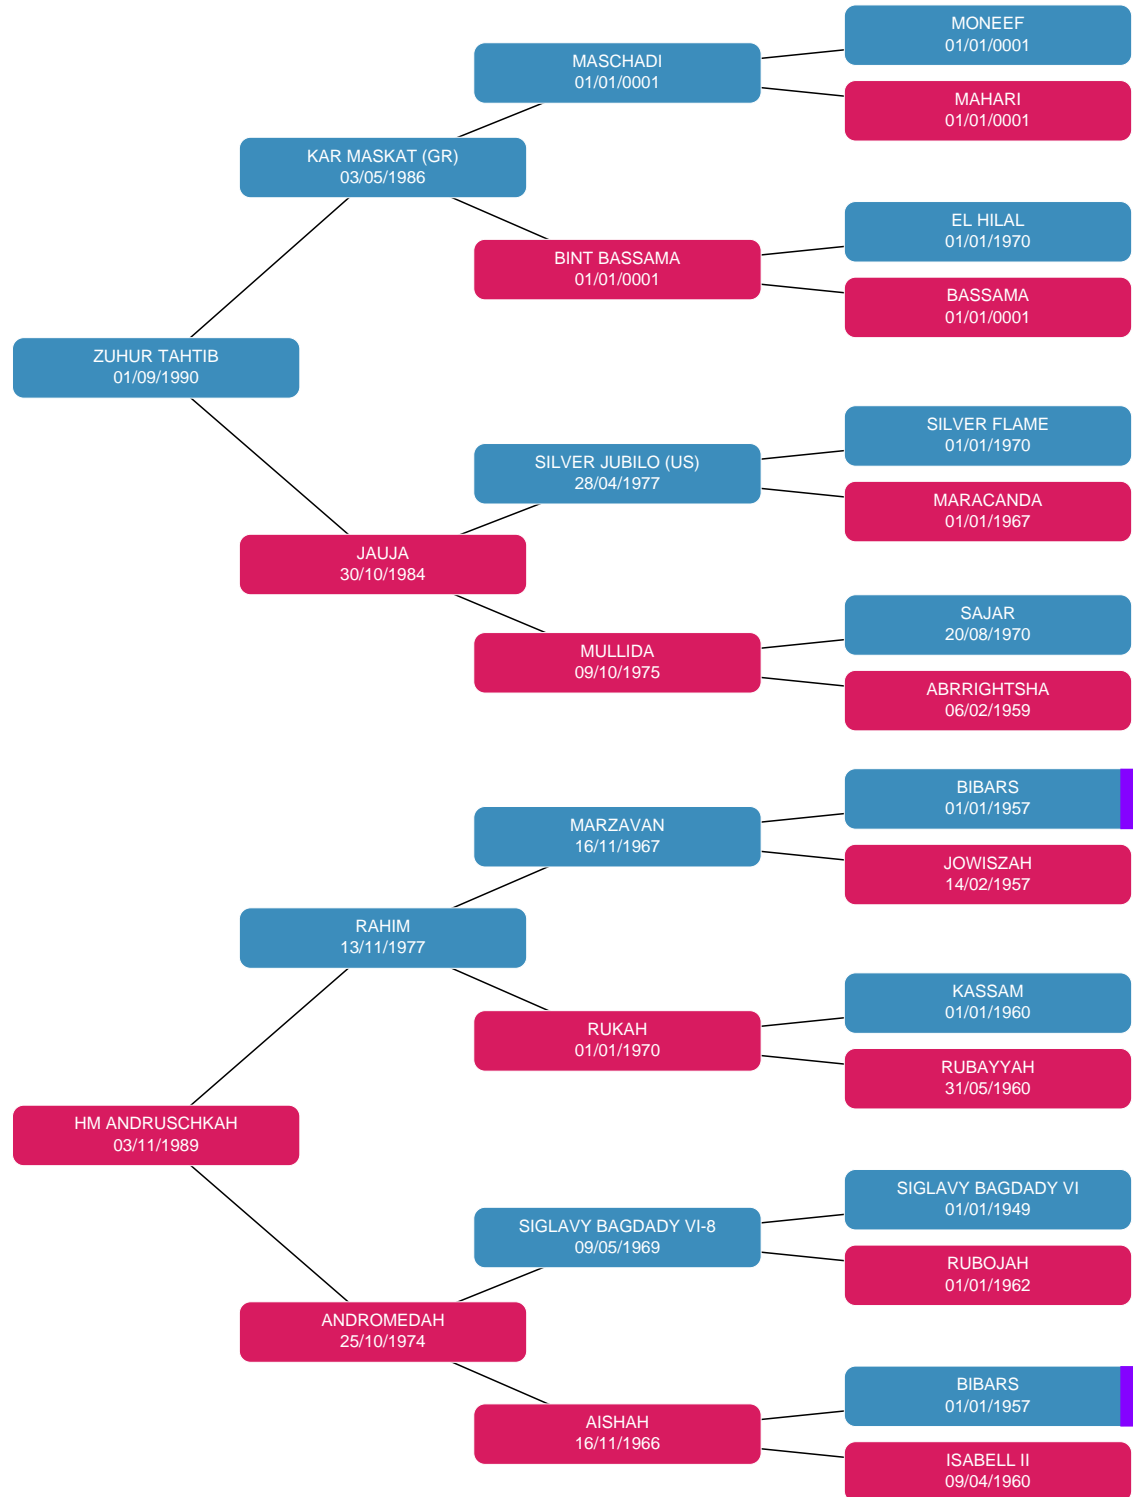 MONEEF
01/01/0001
MASCHADI
01/01/0001
MAHARI
01/01/0001
KAR MASKAT (GR)
03/05/1986
EL HILAL
01/01/1970
BINT BASSAMA
01/01/0001
BASSAMA
01/01/0001
ZUHUR TAHTIB
01/09/1990
SILVER FLAME
01/01/1970
SILVER JUBILO (US)
28/04/1977
MARACANDA
01/01/1967
JAUJA
30/10/1984
SAJAR
20/08/1970
MULLIDA
09/10/1975
ABRRIGHTSHA
06/02/1959
BIBARS
01/01/1957
MARZAVAN
16/11/1967
JOWISZAH
14/02/1957
RAHIM
13/11/1977
KASSAM
01/01/1960
RUKAH
01/01/1970
RUBAYYAH
31/05/1960
HM ANDRUSCHKAH
03/11/1989
SIGLAVY BAGDADY VI
01/01/1949
SIGLAVY BAGDADY VI-8
09/05/1969
RUBOJAH
01/01/1962
ANDROMEDAH
25/10/1974
BIBARS
01/01/1957
AISHAH
16/11/1966
ISABELL II
09/04/1960